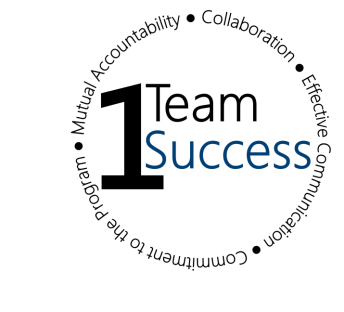 1 Team
Success
Mutual Accountability • Collaboration • Effective Communication • Commitment to the Program •